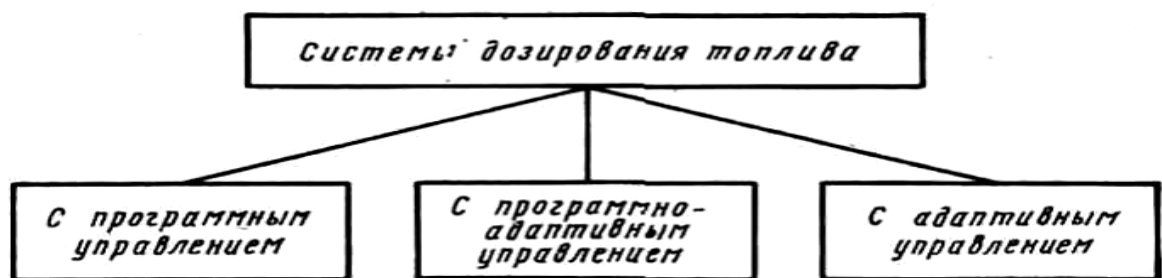 Системы дозирования топлива
С программным
управлением
С программно-
адаптивным
управлением
С адаптивным
управлением